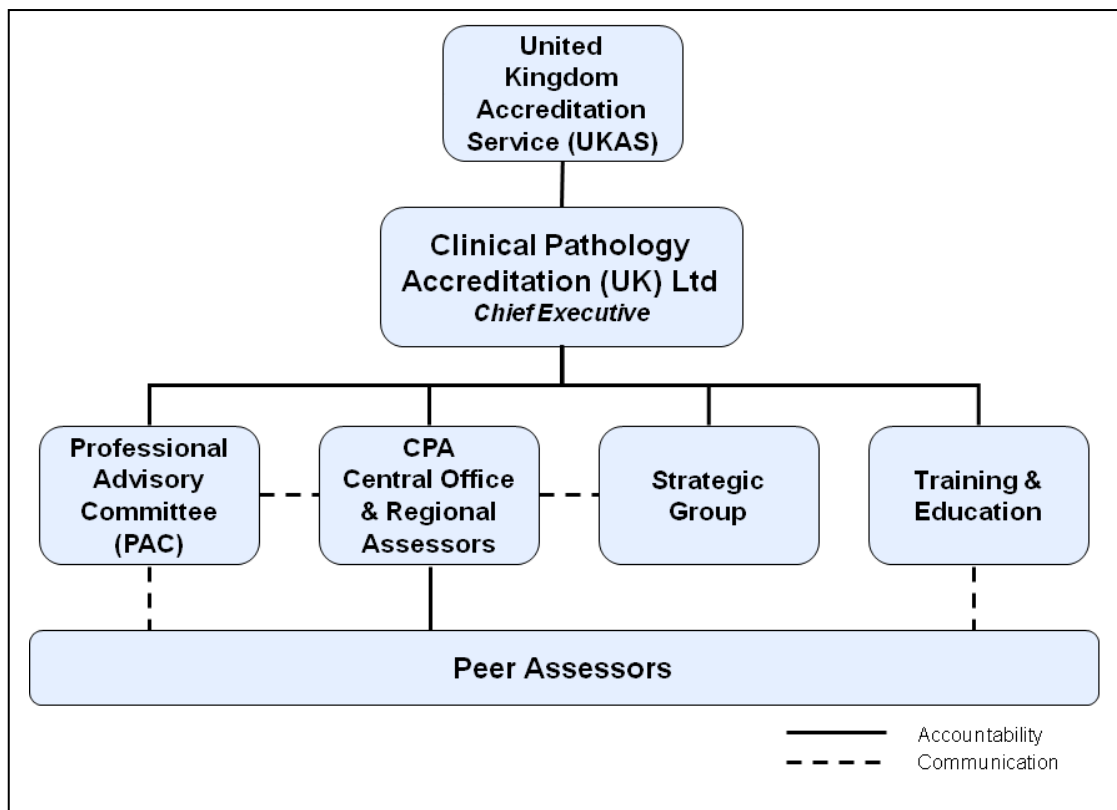 United
Kingdom
Accreditation
Service (UKAS)
Clinical Pathology
Accreditation (UK) Ltd
Chief Executive
Professional
Advisory
Committee
(PAC)
CPA
Central Office
& Regional
Assessors
Strategic
Group
Training &
Education
Peer Assessors
Accountability
Communication